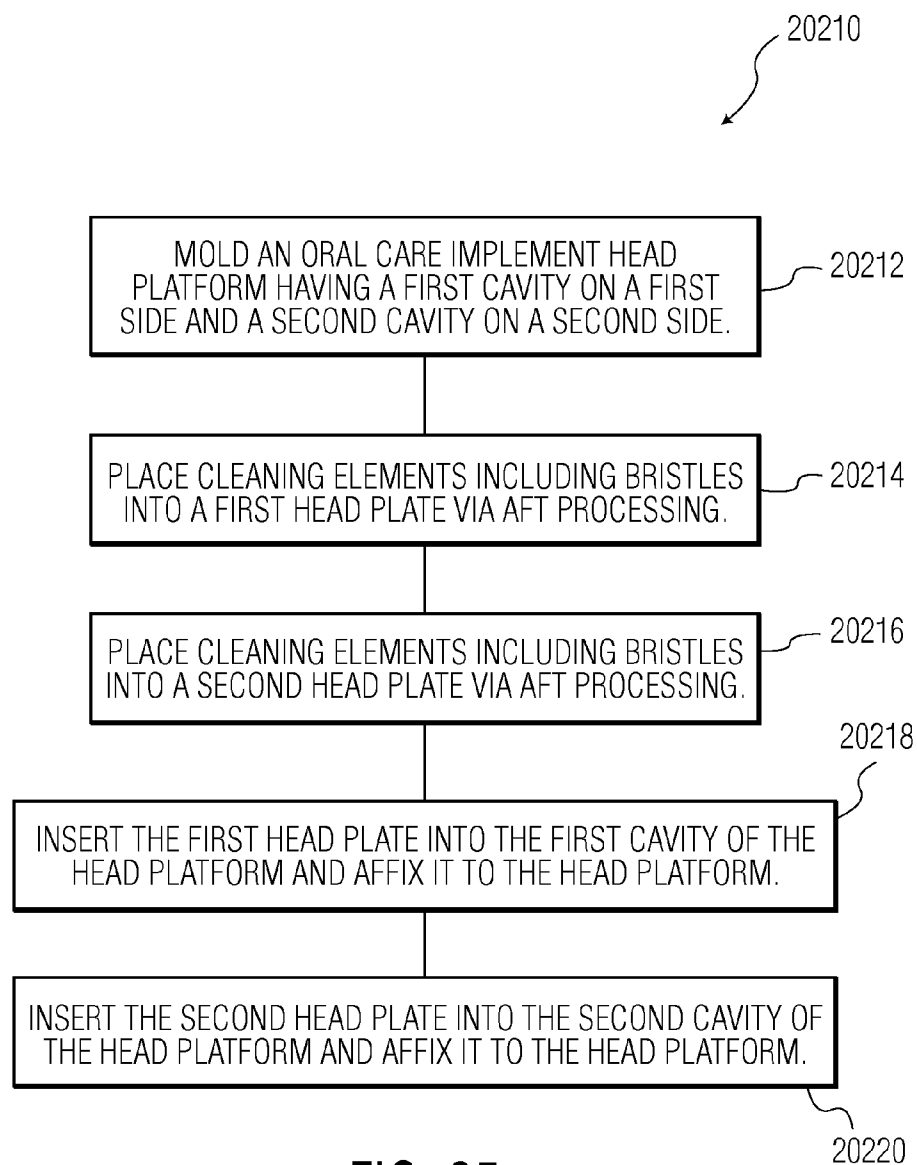 20210
MOLD AN ORAL CARE IMPLEMENT HEAD
PLATFORM HAVING A FIRST CAVITY ON A FIRST
SIDE AND A SECOND CAVITY ON A SECOND SIDE.
20212
PLACE CLEANING ELEMENTS INCLUDING BRISTLES
INTO A FIRST HEAD PLATE VIA AFT PROCESSING.
20214
PLACE CLEANING ELEMENTS INCLUDING BRISTLES
INTO A SECOND HEAD PLATE VIA AFT PROCESSING.
20216
20218
INSERT THE FIRST HEAD PLATE INTO THE FIRST CAVITY OF THE
HEAD PLATFORM AND AFFIX IT TO THE HEAD PLATFORM.
INSERT THE SECOND HEAD PLATE INTO THE SECOND CAVITY OF
THE HEAD PLATFORM AND AFFIX IT TO THE HEAD PLATFORM.
20220